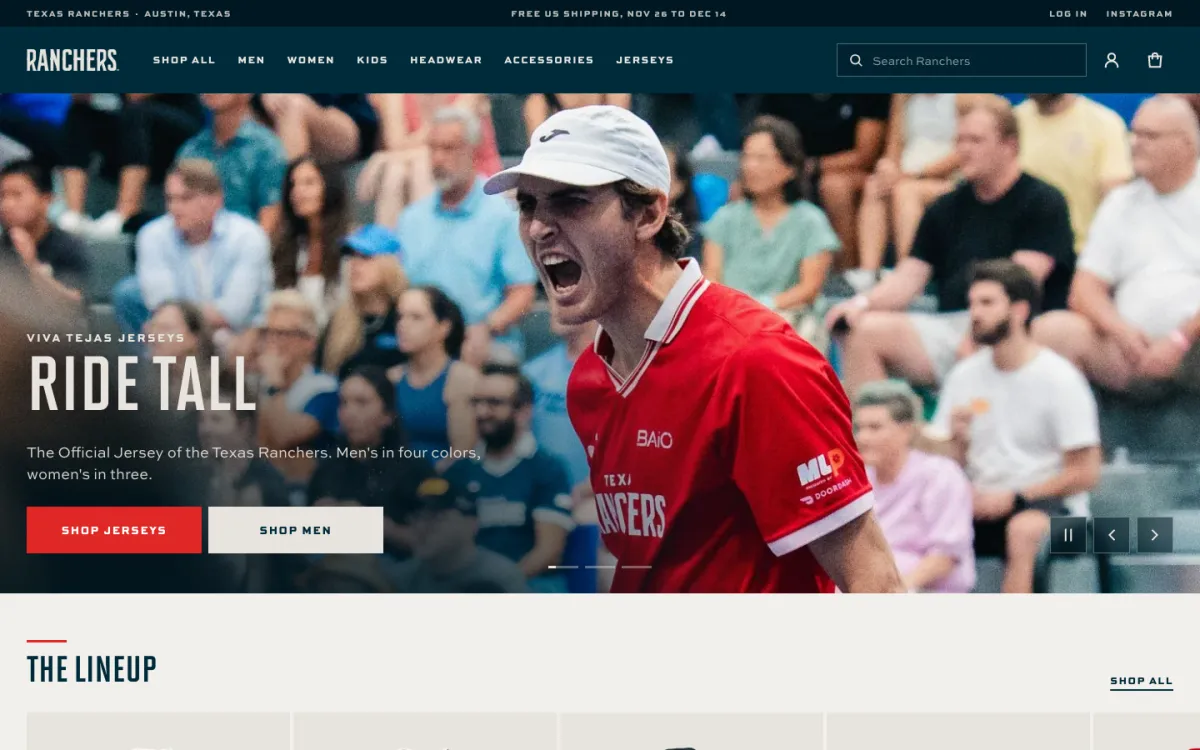 TEXAS RANCHERS · AUSTIN, TEXAS
FREE US SHIPPING, NOV 26 TO DEC 14
LOG IN
INSTAGRAM
RANCHERS.
SHOP ALL
MEN
WOMEN
KIDS
HEADWEAR
ACCESSORIES
JERSEYS
Search Ranchers
VIVA TEJAS JERSEYS
RIDE TALL
The Official Jersey of the Texas Ranchers. Men's in four colors,
women's in three.
SHOP JERSEYS
SHOP MEN
BAIO
MLP
DOORDASH
TEXA
ANCERS
THE LINEUP
SHOP ALL